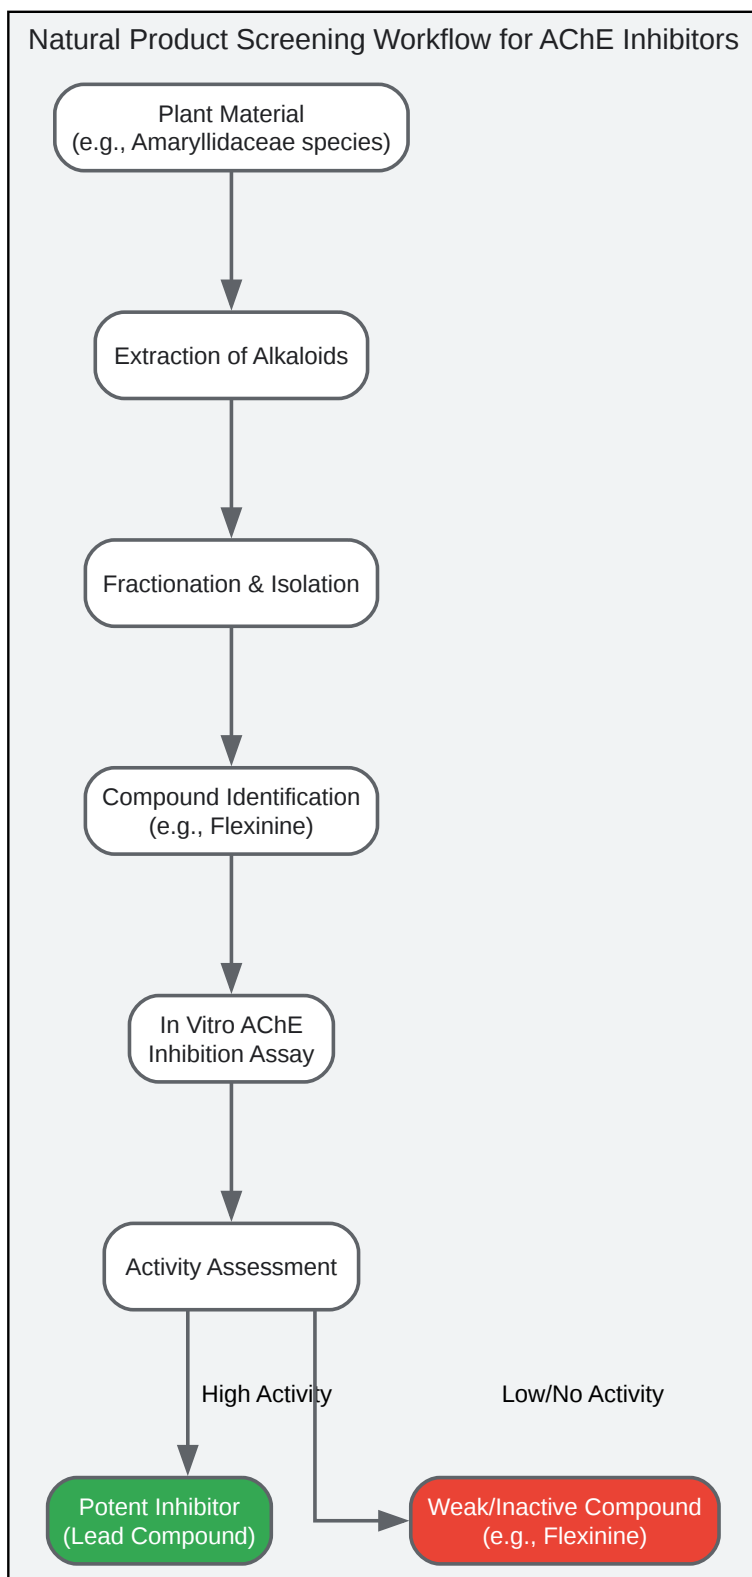 Natural Product Screening Workflow for AChE Inhibitors
Plant Material
(e.g., Amaryllidaceae species)
Extraction of Alkaloids
Fractionation & Isolation
Compound Identification
(e.g., Flexinine)
In Vitro AChE
Inhibition Assay
Activity Assessment
High Activity
Low/No Activity
Potent Inhibitor
(Lead Compound)
Weak/Inactive Compound
(e.g., Flexinine)